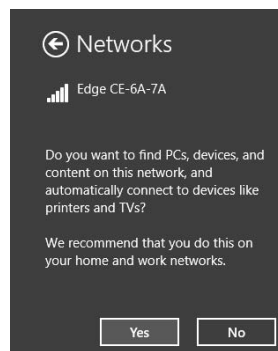 Networks
Edge CE-6A-7A
Do you want to find PCs, devices, and
content on this network, and
automatically connect to devices like
printers and TVs?
We recommend that you do this on
your home and work networks.
Yes No